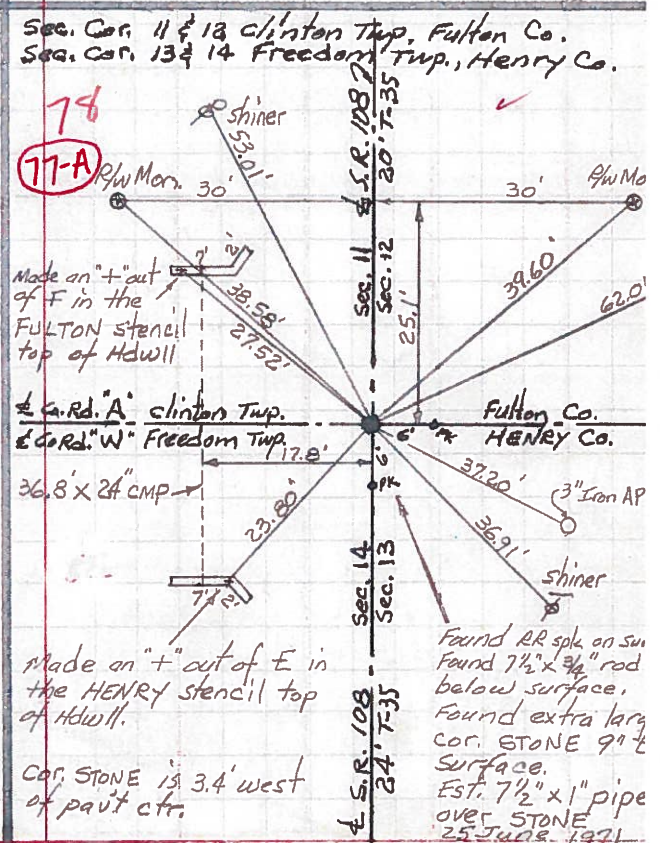 Sec. Cor. 11 & 12 Clinton Twp, Fulton Co.
Sec. Cor. 13 & 14 Freedom Twp., Henry Co.
78
77-A
shiner
53.01'
℄ S.R. 108
20' T-35
R/W Mon.
30'
30'
R/W Mo
Sec. 11
Sec. 12
25.1'
39.60'
62.0'
7'
2'
Made an "+" out
of F in the
FULTON stencil
top of Hdwll
38.58'
27.52'
℄ Co.Rd. "A" Clinton Twp.
℄ Co.Rd. "W" Freedom Twp.
Fulton Co.
HENRY Co.
6'
PK
6'
PK
17.8'
36.8' x 24" CMP
23.80'
37.20'
3" Iron AP
36.91'
shiner
Sec. 14
Sec. 13
7'
2'
Made an "+" out of E in
the HENRY stencil top
of Hdwll.
Cor. STONE is 3.4' west
of pav't ctr.
℄ S.R. 108
24' T-35
Found RR spk on su
Found 7½" x ¾" rod
below surface.
Found extra larg
cor. STONE 9"
Surface.
Est. 7½" x 1" pipe
over STONE
25 June 1971